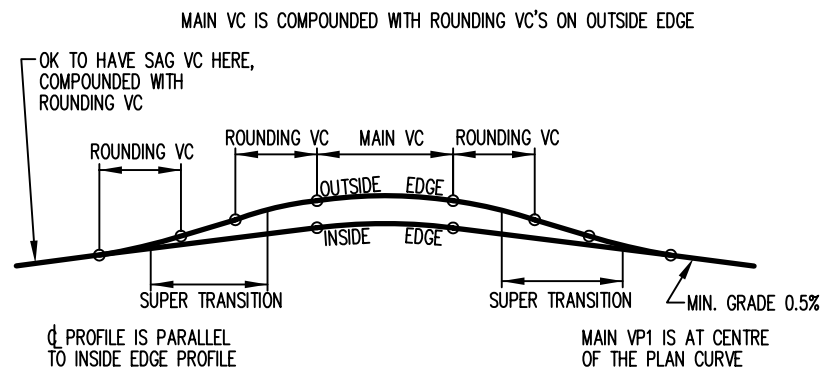 MAIN VC IS COMPOUNDED WITH ROUNDING VC'S ON OUTSIDE EDGE
OK TO HAVE SAG VC HERE,
COMPOUNDED WITH
ROUNDING VC
ROUNDING VC
ROUNDING VC
MAIN VC
ROUNDING VC
OUTSIDE EDGE
INSIDE EDGE
SUPER TRANSITION
SUPER TRANSITION
MIN. GRADE 0.5%
℄ PROFILE IS PARALLEL
TO INSIDE EDGE PROFILE
MAIN VP1 IS AT CENTRE
OF THE PLAN CURVE